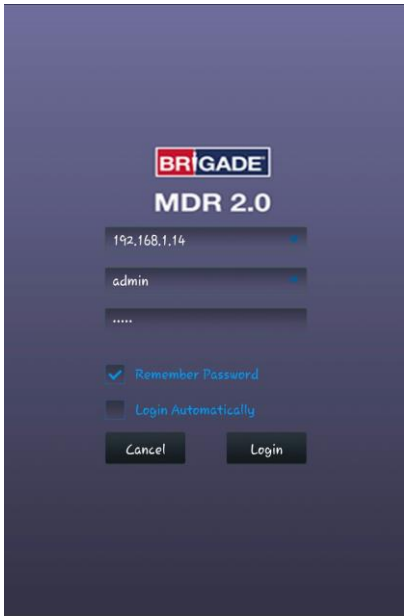 BRIGADE
MDR 2.0
192.168.1.14
admin
.....
Remember Password
Login Automatically
Cancel Login